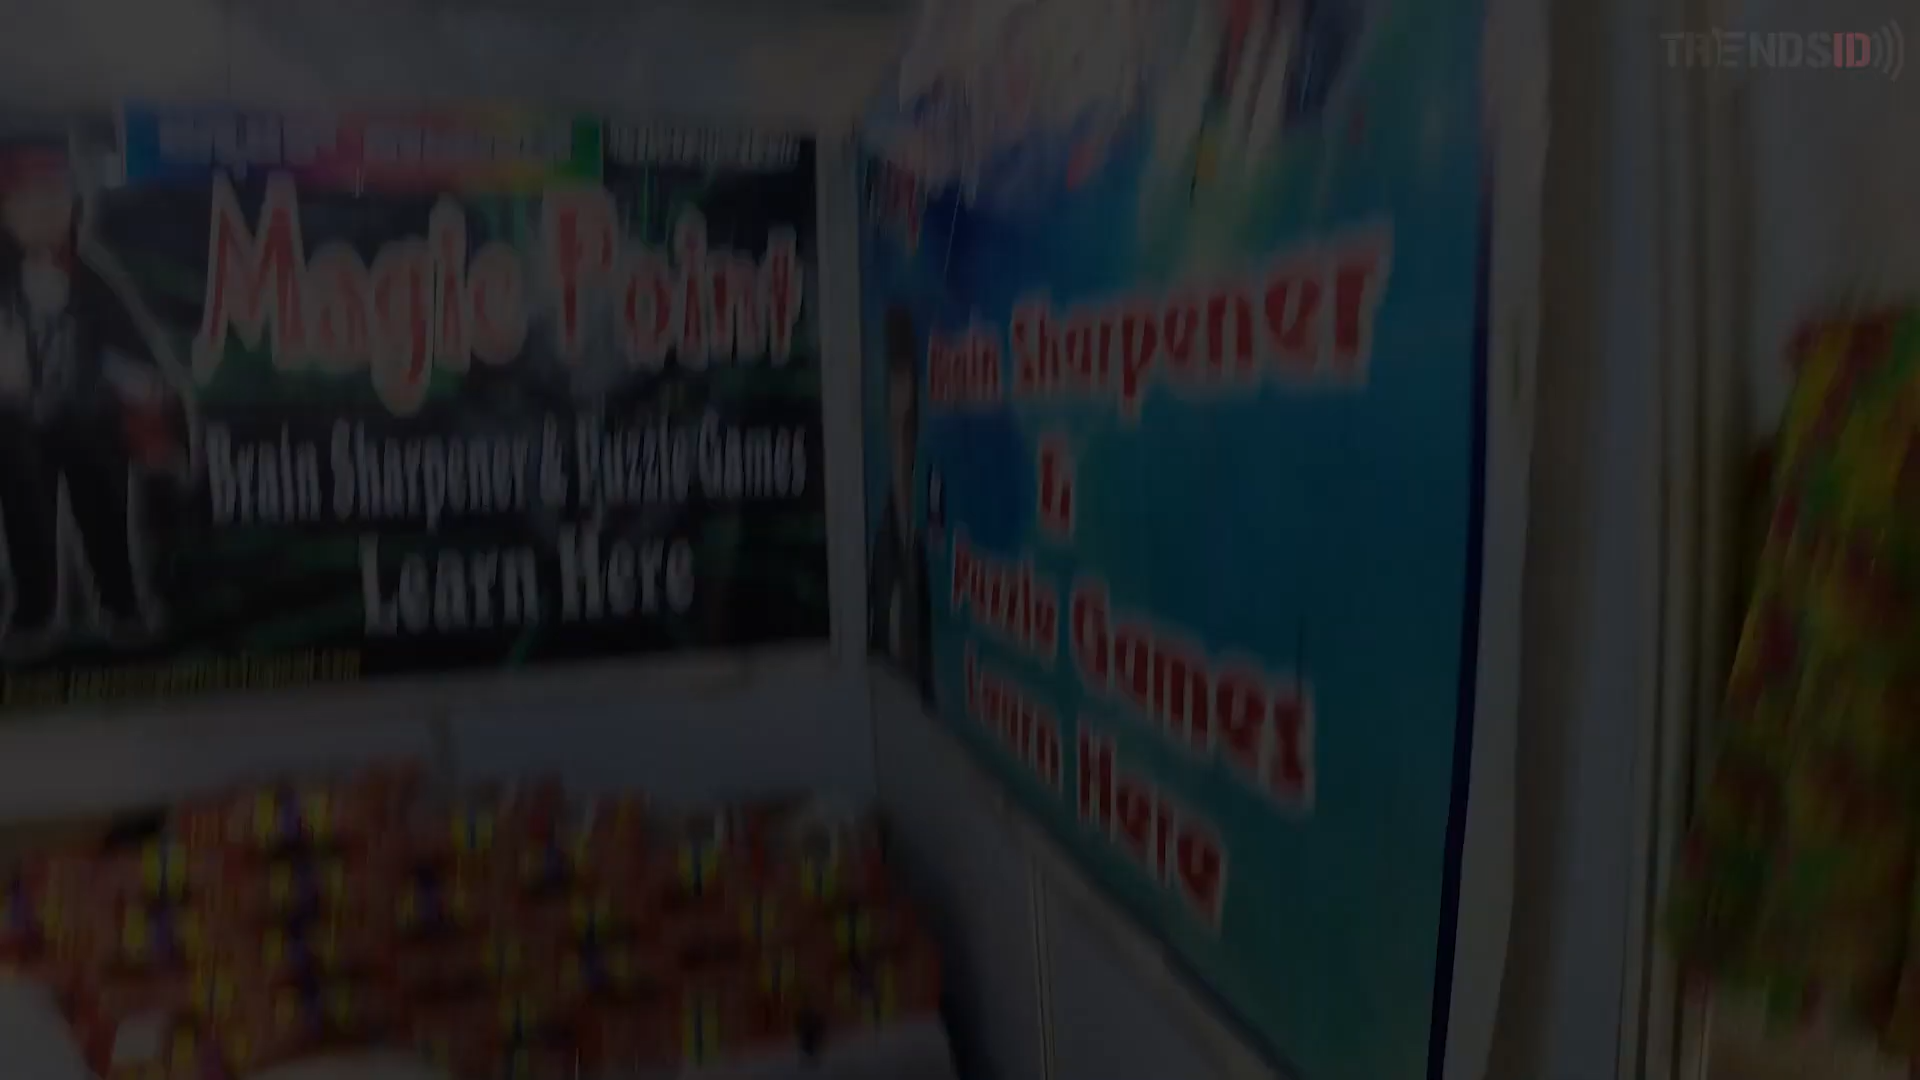 TRENDSID
Magic Point
Brain Sharpener & Puzzle Games
Learn Here
Brain Sharpener
&
Puzzle Games
Learn Here